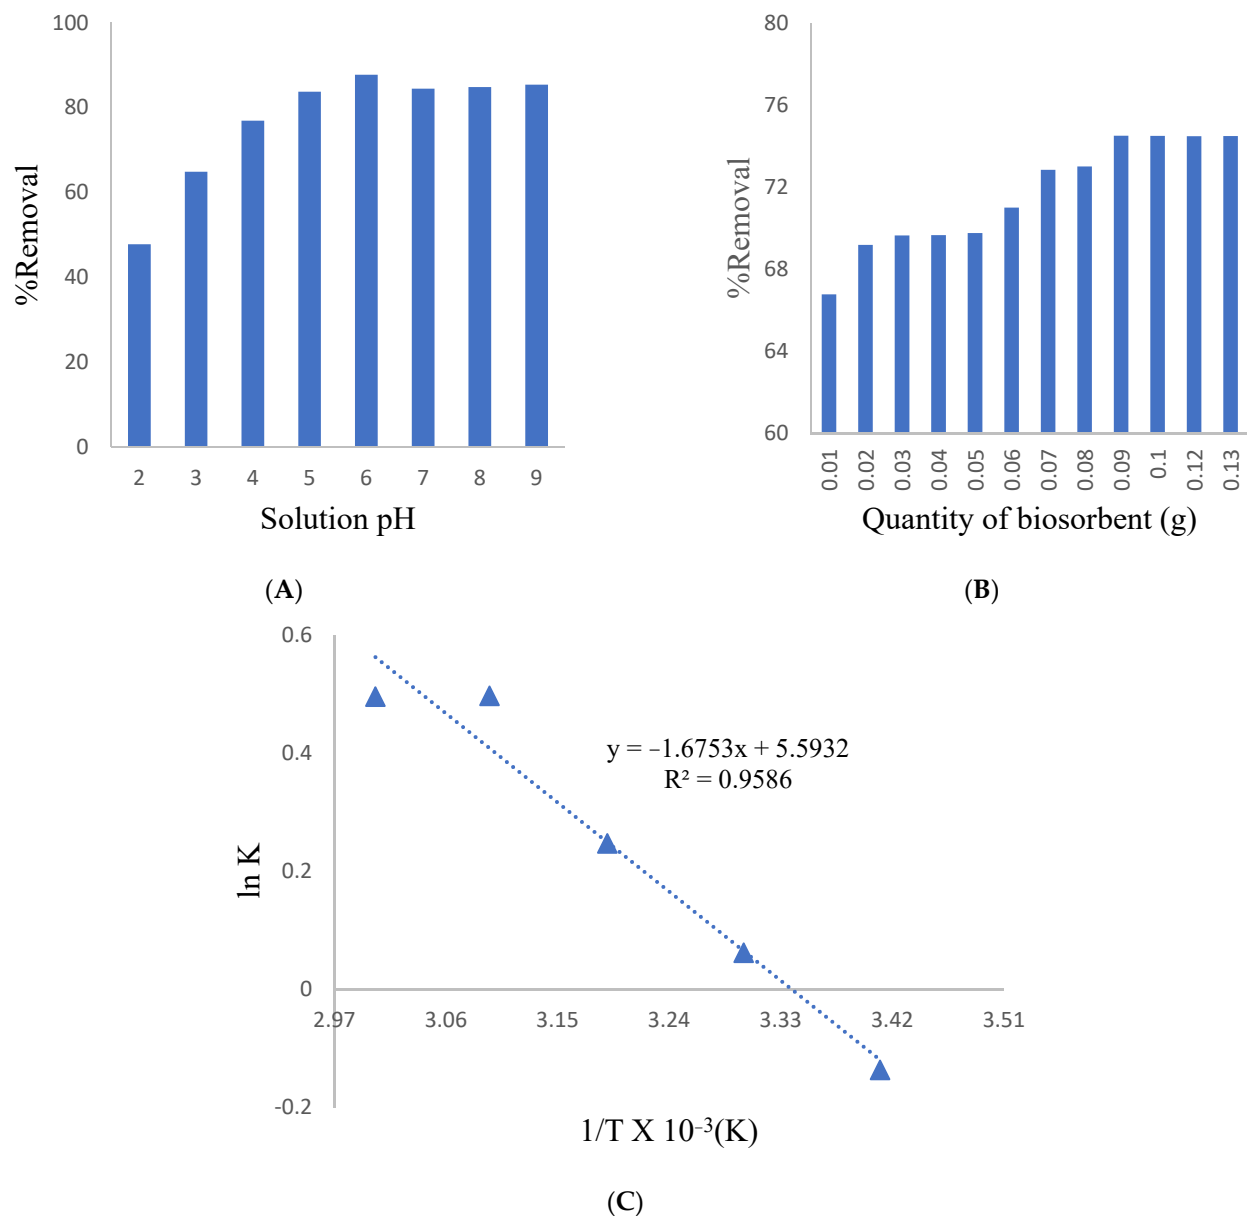 100
80
60
40
20
0
%Removal
2 3 4 5 6 7 8 9
Solution pH
(A)
80
76
72
68
64
60
%Removal
0.01 0.02 0.03 0.04 0.05 0.06 0.07 0.08 0.09 0.1 0.12 0.13
Quantity of biosorbent (g)
(B)
0.6
0.4
0.2
0
-0.2
ln K
y = −1.6753x + 5.5932
R² = 0.9586
2.97 3.06 3.15 3.24 3.33 3.42 3.51
1/T X 10⁻³(K)
(C)